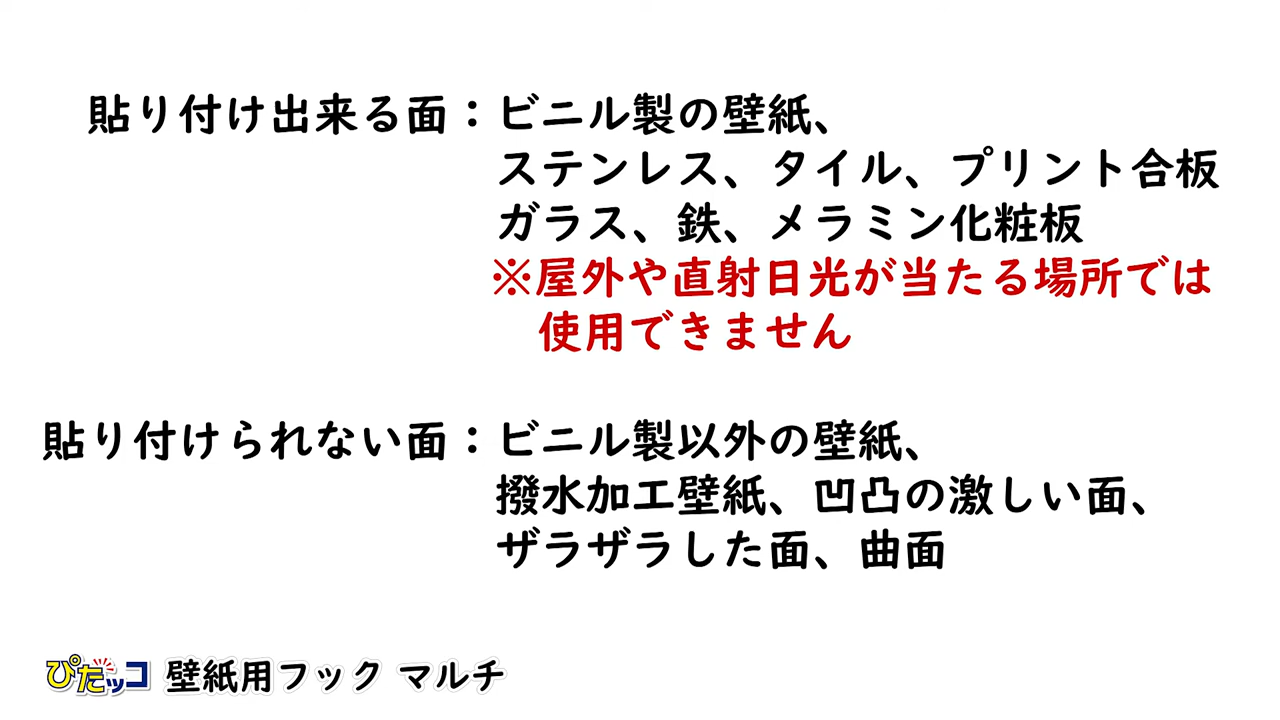 貼り付け出来る面：ビニル製の壁紙、
ステンレス、タイル、プリント合板
ガラス、鉄、メラミン化粧板
※屋外や直射日光が当たる場所では
使用できません
貼り付けられない面：ビニル製以外の壁紙、
撥水加工壁紙、凹凸の激しい面、
ザラザラした面、曲面
ぴたッコ 壁紙用フック マルチ